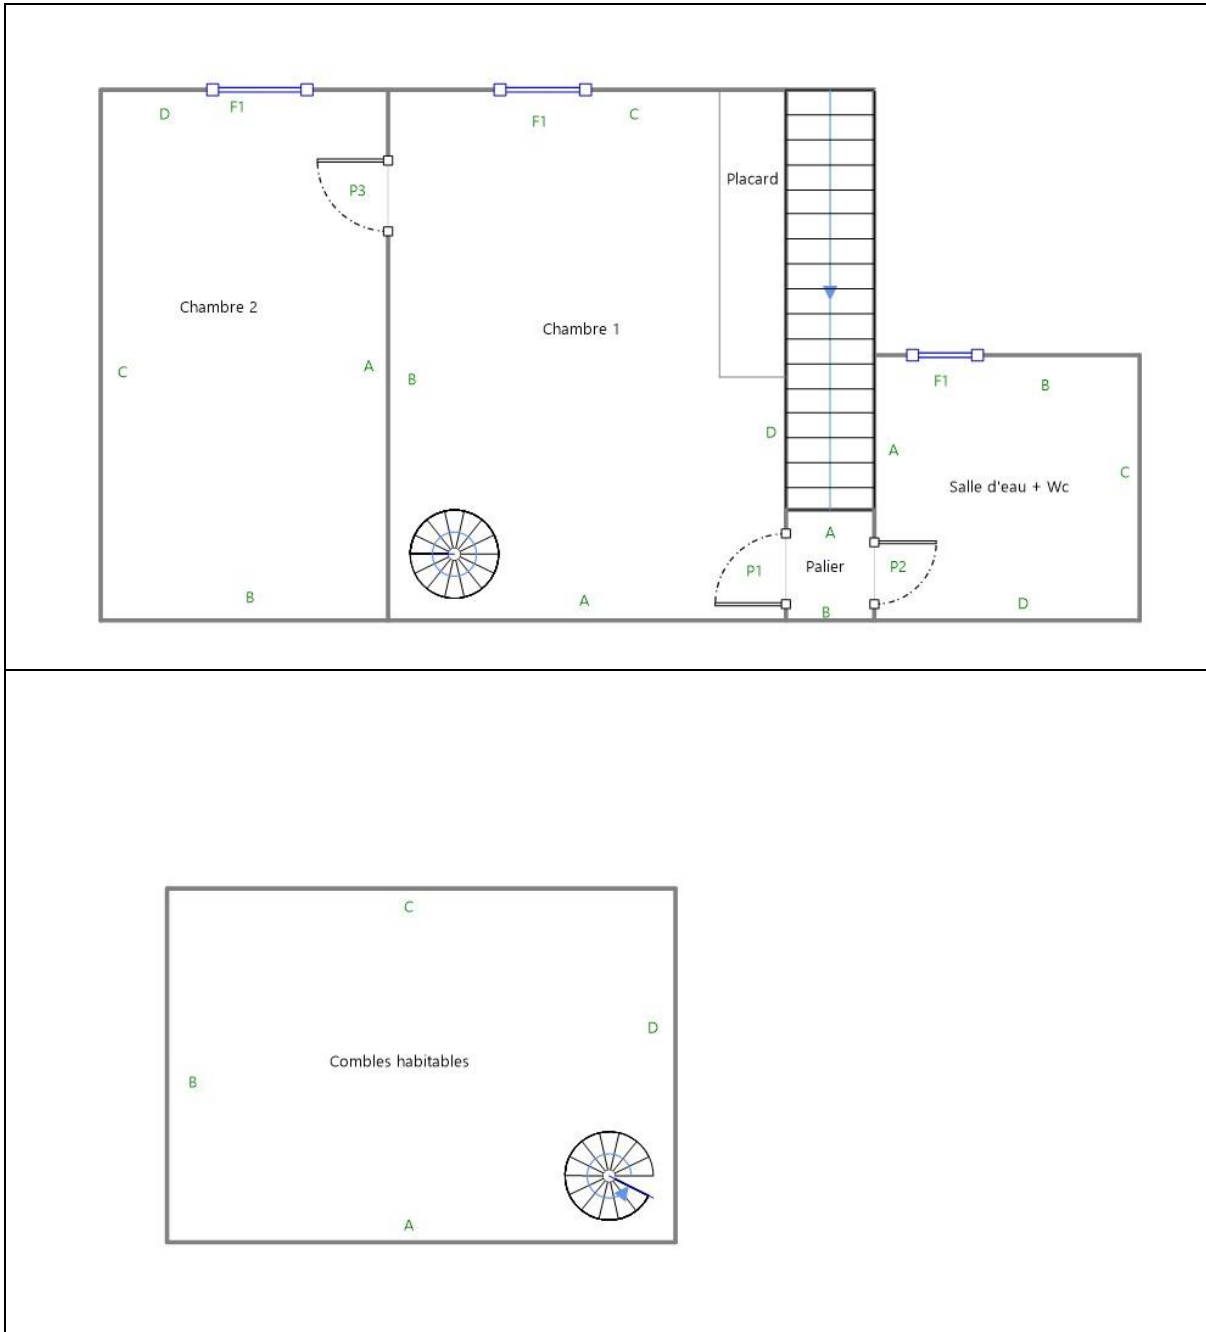 D
F1
F1
C
Placard
P3
Chambre 2
Chambre 1
C
A
B
F1
B
D
A
C
Salle d'eau + Wc
A
P1
Palier
P2
B
A
B
D
C
D
Combles habitables
B
A